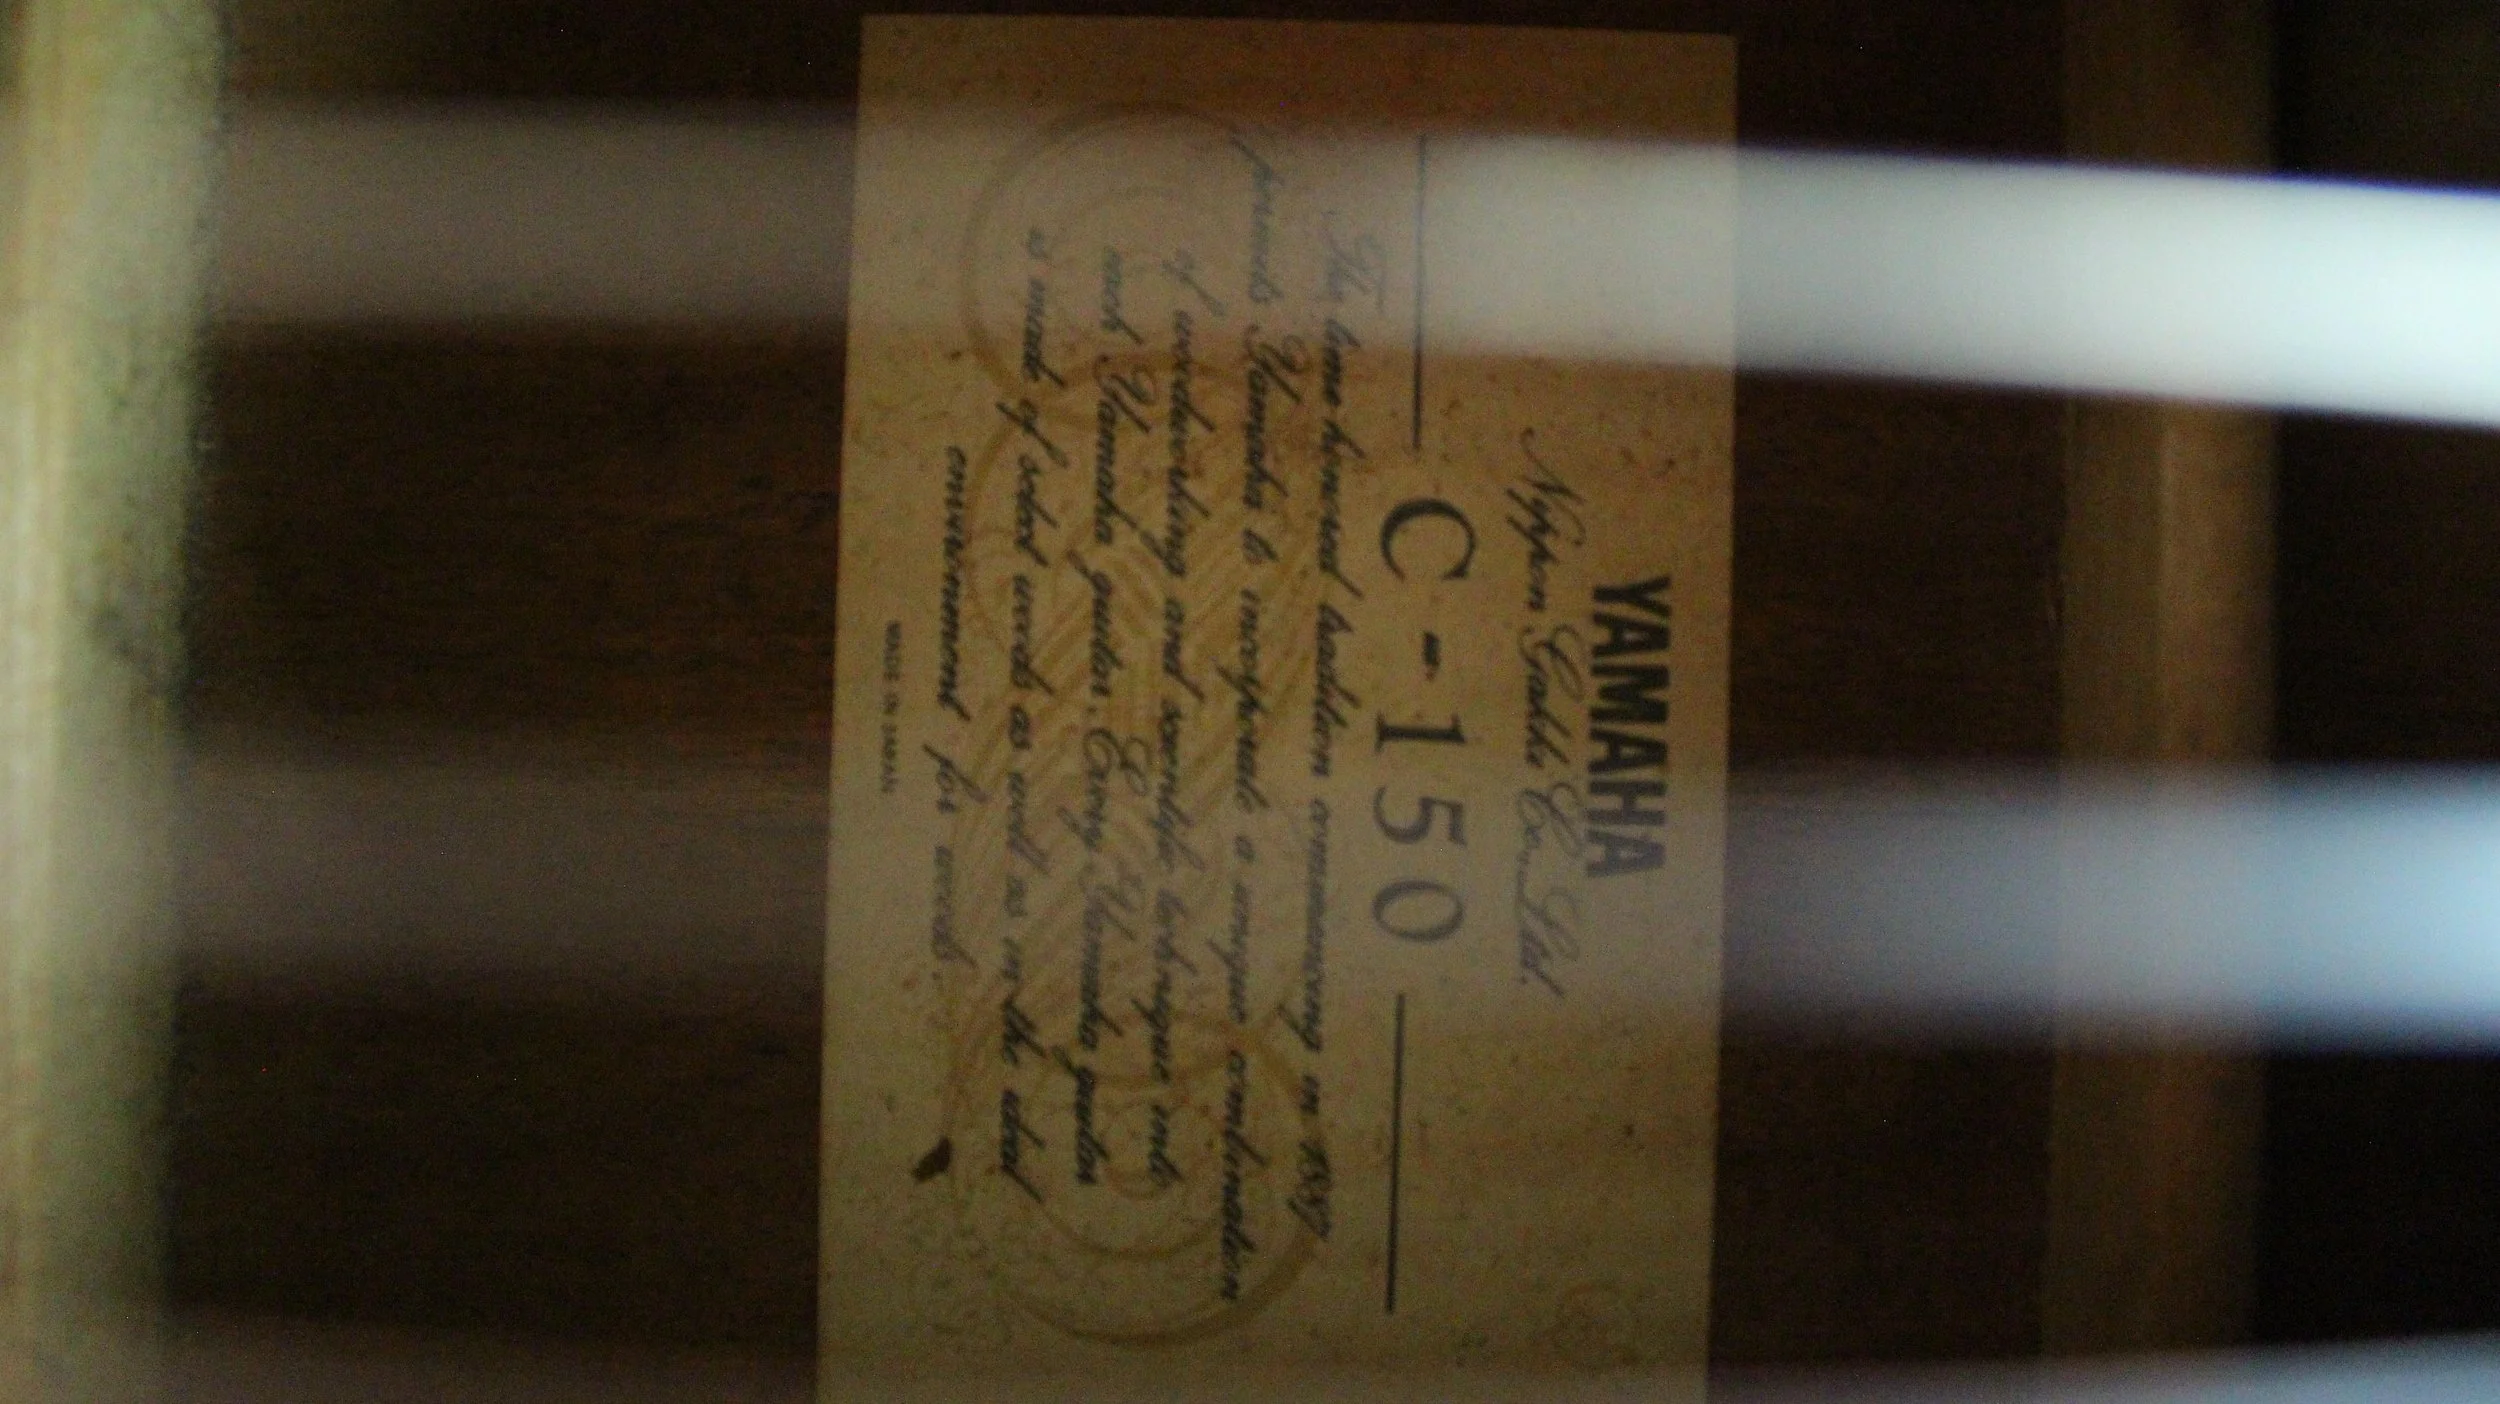 YAMAHA
Nippon Gakki Co., Ltd.
C-150
The time-honored tradition commencing in 1887
permits Yamaha to incorporate a unique combination
of woodworking and scientific technique into
each Yamaha guitar. Every Yamaha guitar
is made of select woods as well as in the ideal
environment for woods.
MADE IN JAPAN